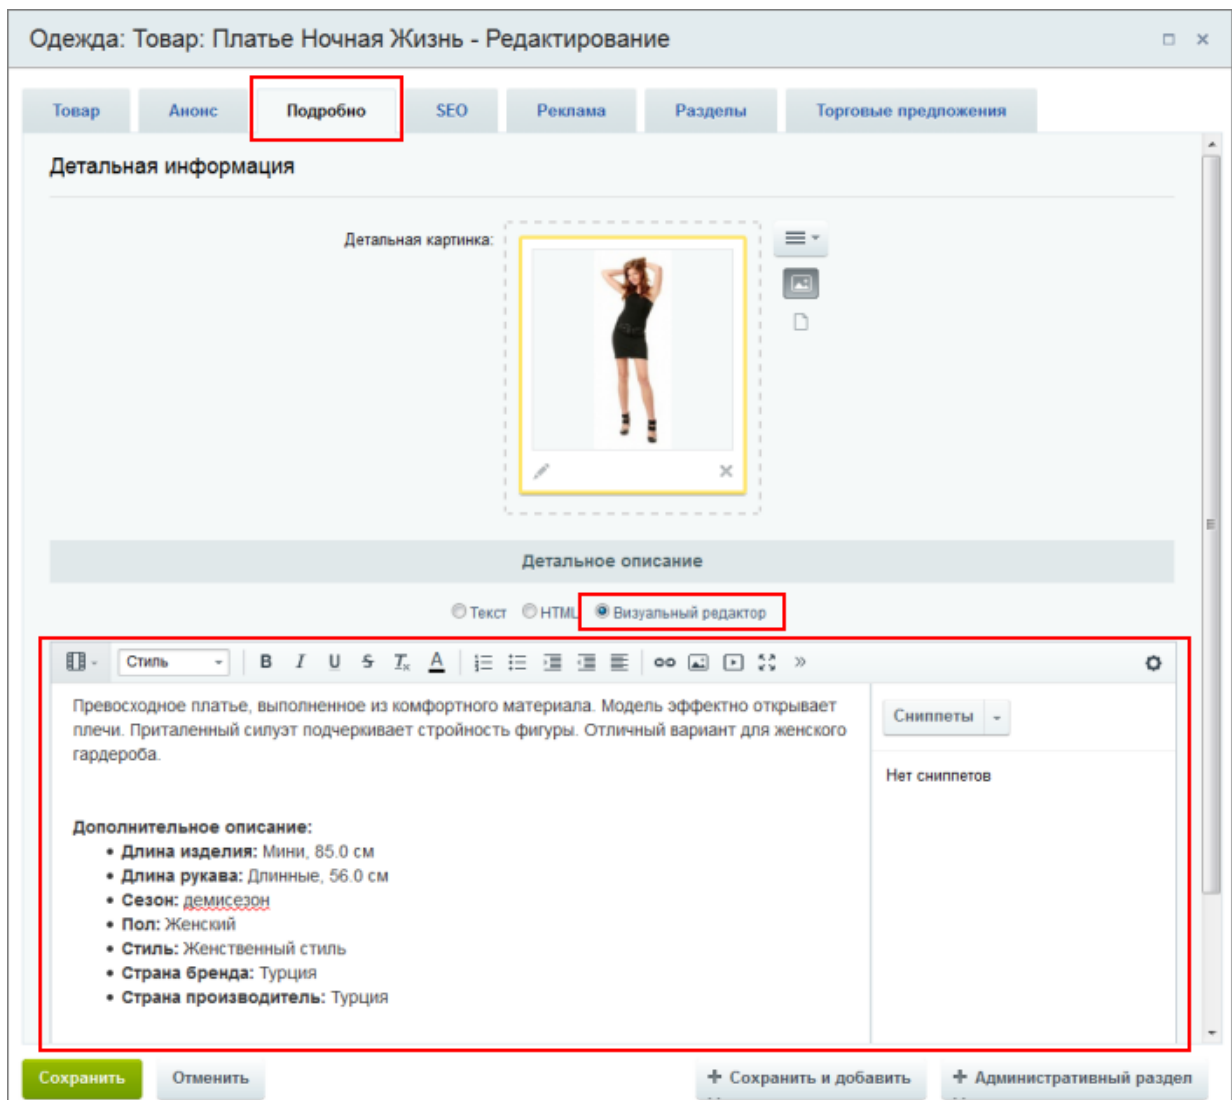 Одежда: Товар: Платье Ночная Жизнь - Редактирование
Товар Анонс Подробно SEO Реклама Разделы Торговые предложения
Детальная информация
Детальная картинка:
Детальное описание
Текст HTML Визуальный редактор
Стиль B I U S Tx A
Превосходное платье, выполненное из комфортного материала. Модель эффектно открывает
плечи. Приталенный силуэт подчеркивает стройность фигуры. Отличный вариант для женского
гардероба.
Сниппеты
Нет сниппетов
Дополнительное описание:
• Длина изделия: Мини, 85.0 см
• Длина рукава: Длинные, 56.0 см
• Сезон: демисезон
• Пол: Женский
• Стиль: Женственный стиль
• Страна бренда: Турция
• Страна производитель: Турция
Сохранить Отменить + Сохранить и добавить + Административный раздел